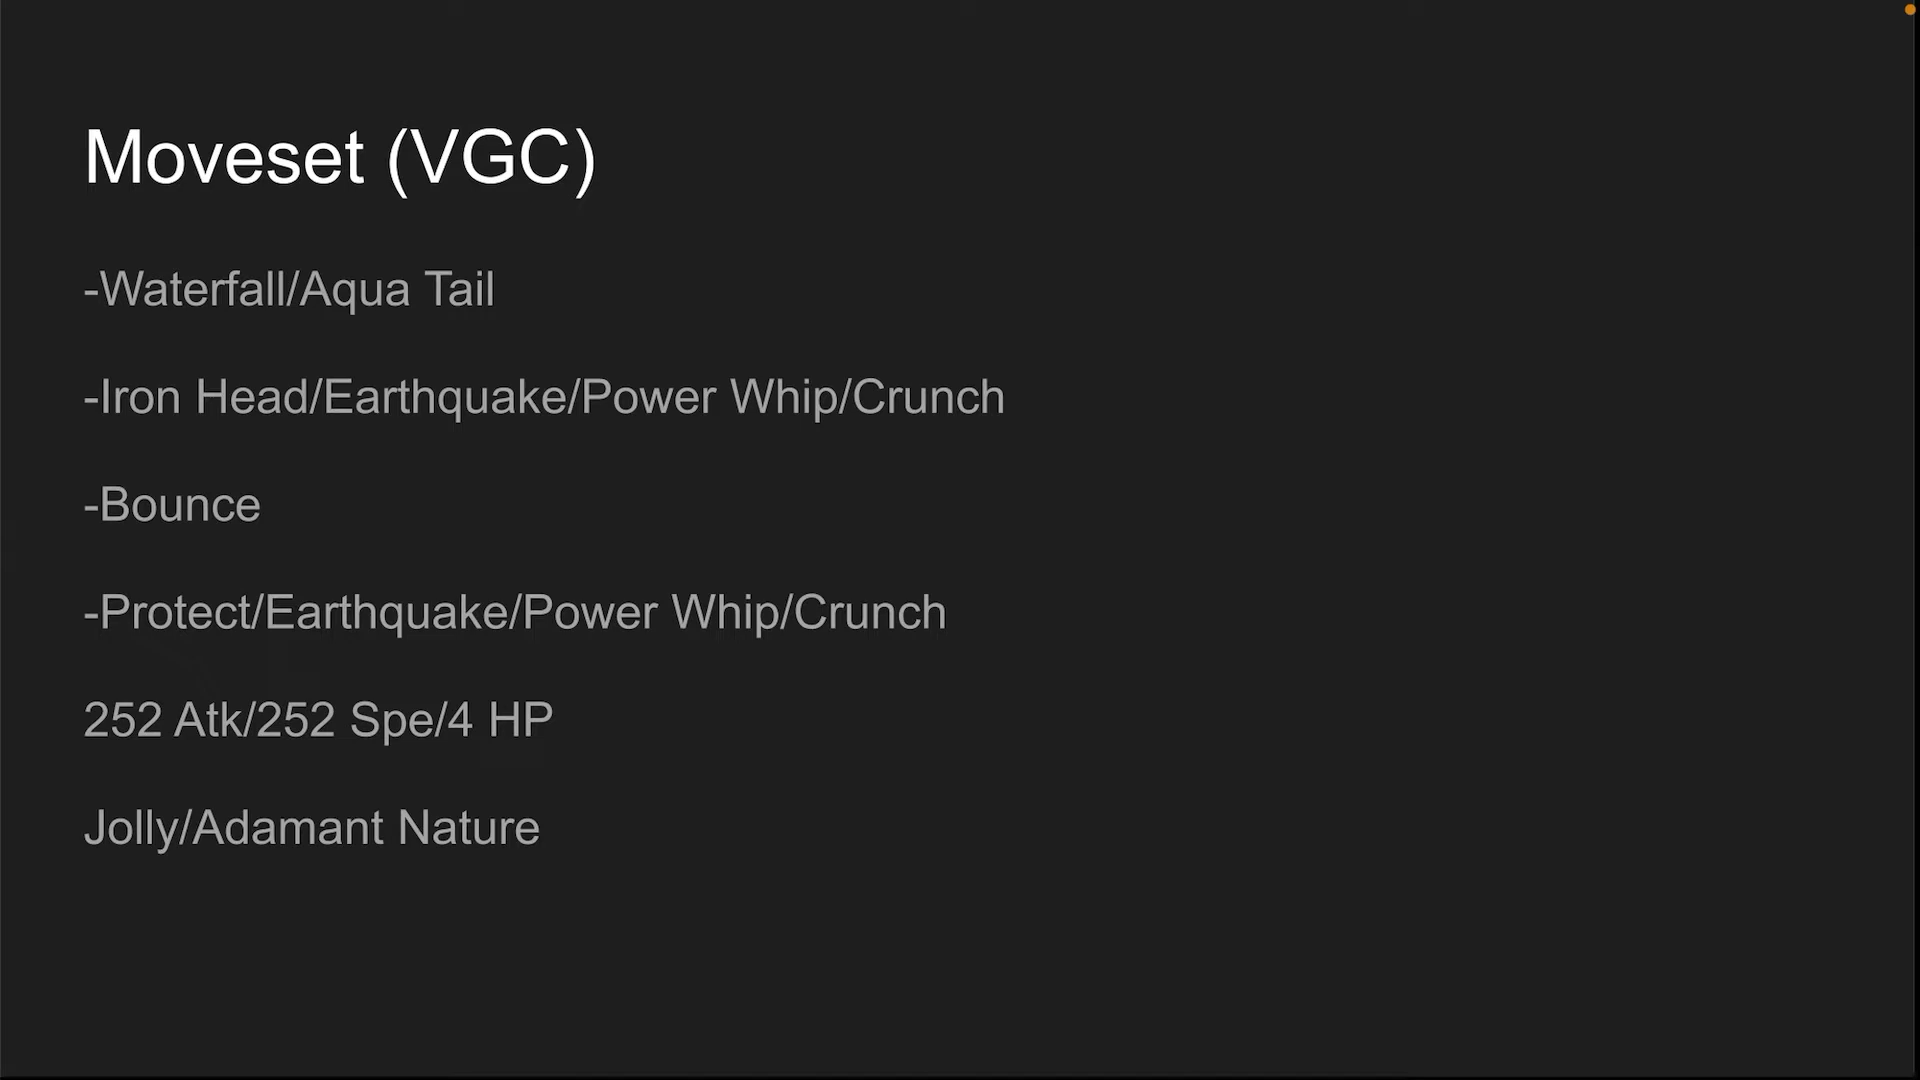 Moveset (VGC)
-Waterfall/Aqua Tail
-Iron Head/Earthquake/Power Whip/Crunch
-Bounce
-Protect/Earthquake/Power Whip/Crunch
252 Atk/252 Spe/4 HP
Jolly/Adamant Nature